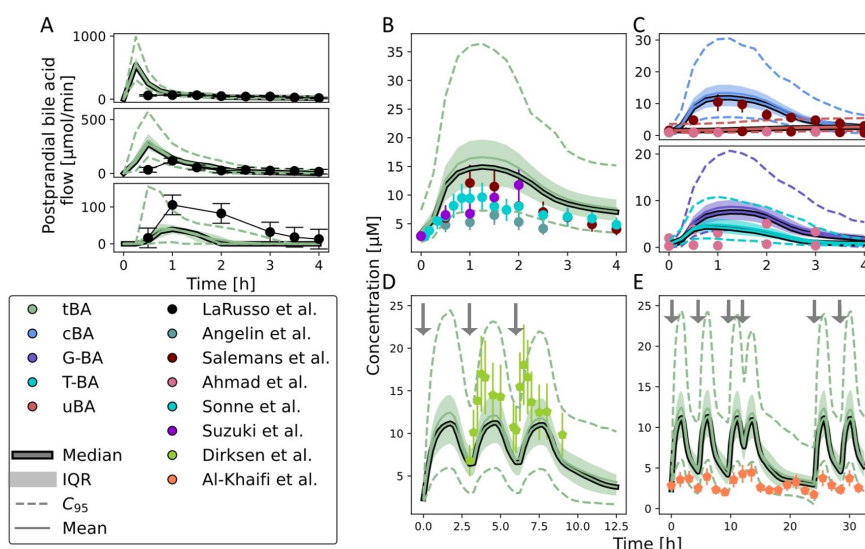 A
B
C
1000
0
500
0
100
0
Postprandial bile acid
flow [µmol/min]
0 1 2 3 4
Time [h]
35
30
25
20
15
10
5
0 1 2 3 4
Concentration [µM]
30
20
10
0
20
10
0
0 1 2 3 4
tBA
cBA
G-BA
T-BA
uBA
Median
IQR
C95
Mean
LaRusso et al.
Angelin et al.
Salemans et al.
Ahmad et al.
Sonne et al.
Suzuki et al.
Dirksen et al.
Al-Khaifi et al.
D
25
20
15
10
5
0.0 2.5 5.0 7.5 10.0 12.5
E
25
20
15
10
5
0 10 20 30
Time [h]